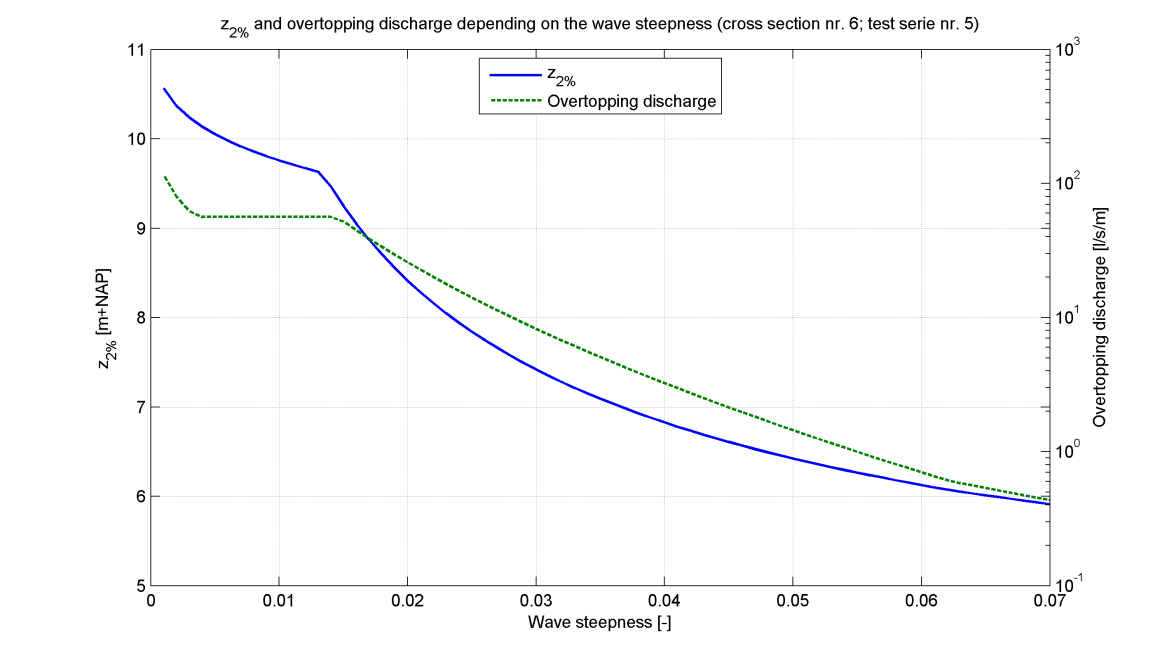 z2% and overtopping discharge depending on the wave steepness (cross section nr. 6; test serie nr. 5)
z2%
Overtopping discharge
11
10
9
8
7
6
5
z2% [m+NAP]
10^3
10^2
10^1
10^0
10^-1
Overtopping discharge [l/s/m]
0 0.01 0.02 0.03 0.04 0.05 0.06 0.07
Wave steepness [-]